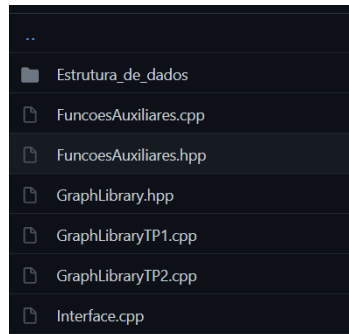 ..
Estrutura_de_dados
FuncoesAuxiliares.cpp
FuncoesAuxiliares.hpp
GraphLibrary.hpp
GraphLibraryTP1.cpp
GraphLibraryTP2.cpp
Interface.cpp